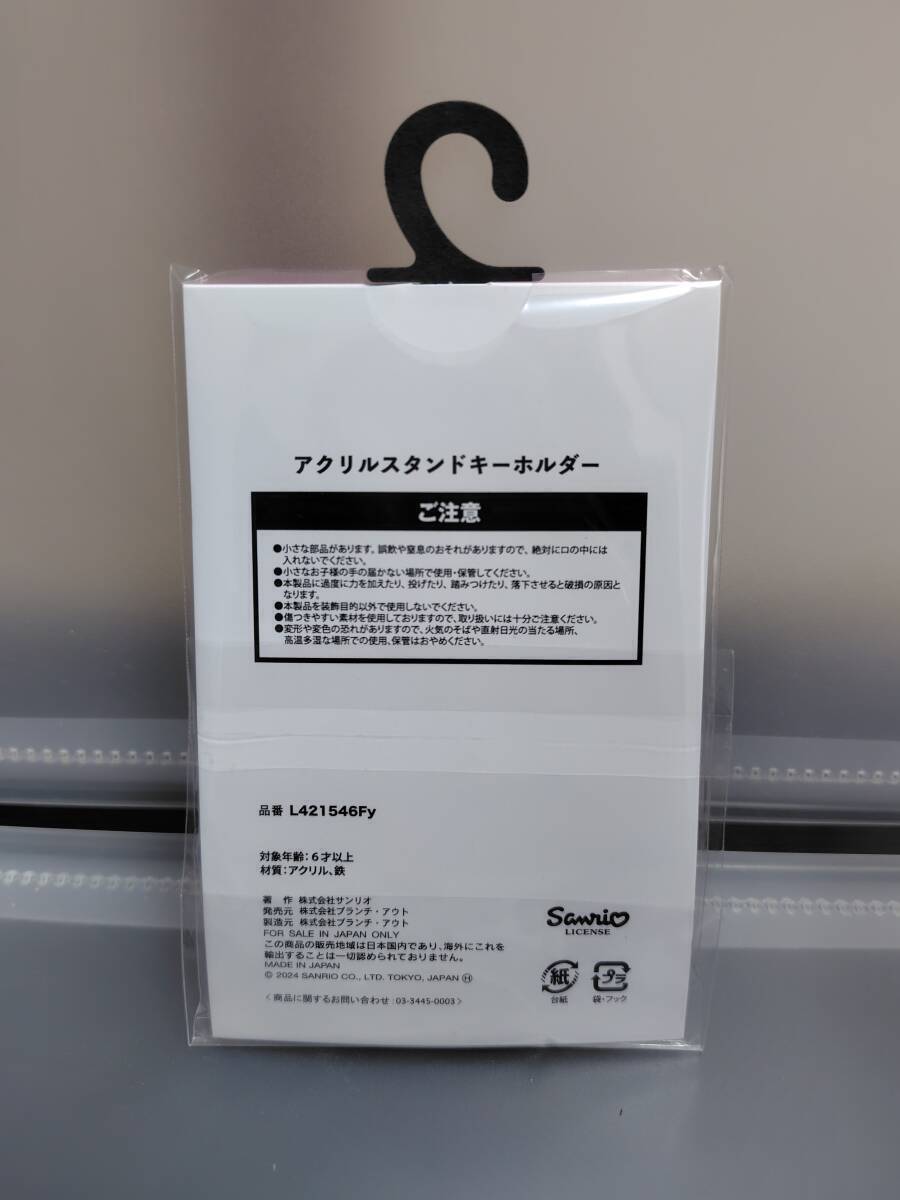 アクリルスタンドキーホルダー
ご注意
●小さな部品があります。誤飲や窒息のおそれがありますので、絶対に口の中には
入れないでください。
●小さなお子様の手の届かない場所で使用・保管してください。
●本製品に過度に力を加えたり、投げたり、踏みつけたり、落下させると破損の原因と
なります。
●本製品を装飾目的以外で使用しないでください。
●傷つきやすい素材を使用しておりますので、取り扱いには十分ご注意ください。
●変形や変色の恐れがありますので、火気のそばや直射日光の当たる場所、
高温多湿な場所での使用、保管はおやめください。
品番 L421546Fy
対象年齢：6才以上
材質：アクリル、鉄
著 作 株式会社サンリオ
発売元 株式会社ブランチ・アウト
製造元 株式会社ブランチ・アウト
FOR SALE IN JAPAN ONLY
この商品の販売地域は日本国内であり、海外にこれを
輸出することは一切認められておりません。
MADE IN JAPAN
© 2024 SANRIO CO., LTD. TOKYO, JAPAN Ⓗ
〈商品に関するお問い合わせ：03-3445-0003〉
Sanrio
LICENSE
紙
台紙
プラ
袋・フック